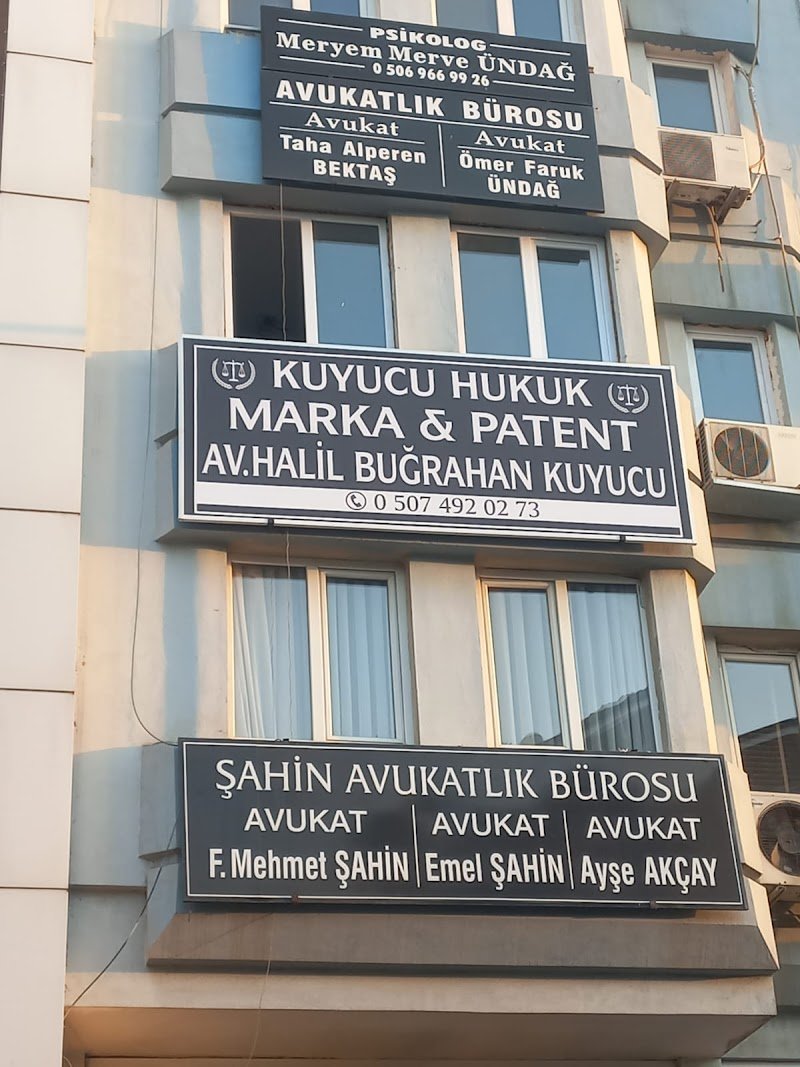 PSİKOLOG
Meryem Merve ÜNDAĞ
0 506 966 99 26
AVUKATLIK BÜROSU
Avukat
Taha Alperen
BEKTAŞ
Avukat
Ömer Faruk
ÜNDAĞ
KUYUCU HUKUK
MARKA & PATENT
AV.HALİL BUĞRAHAN KUYUCU
0 507 492 02 73
ŞAHİN AVUKATLIK BÜROSU
AVUKAT
F. Mehmet ŞAHİN
AVUKAT
Emel ŞAHİN
AVUKAT
Ayşe AKÇAY